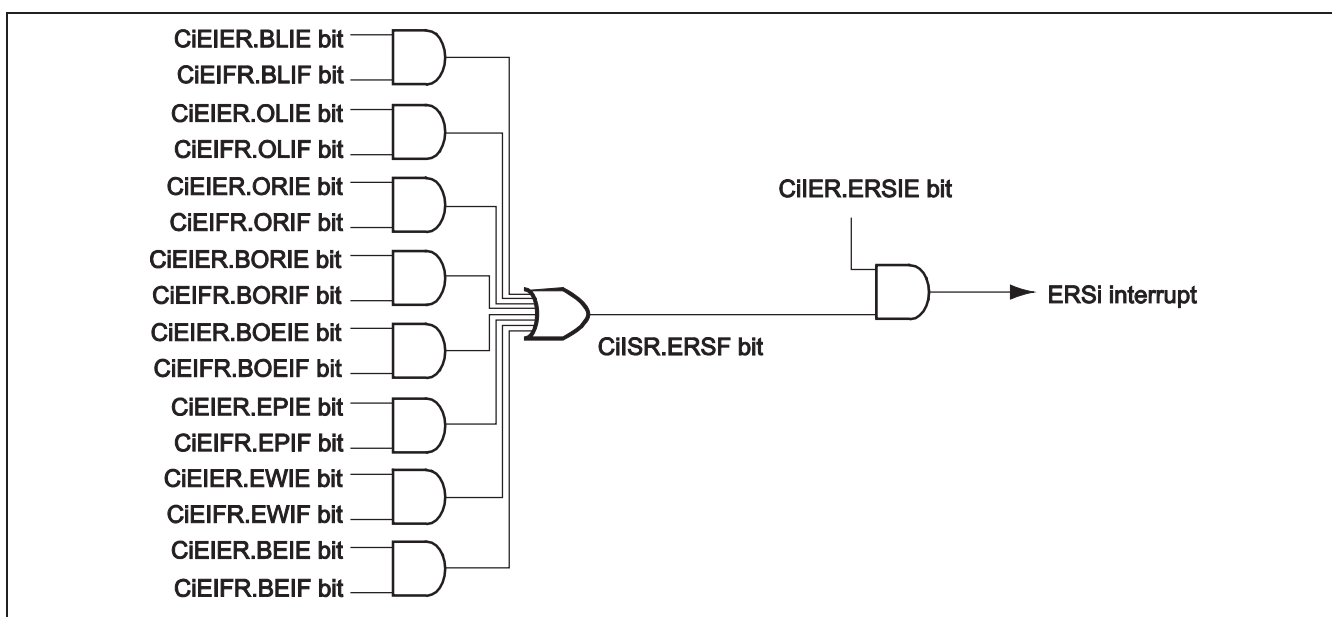 CiEIER.BLIE bit
CiEIFR.BLIF bit
CiEIER.OLIE bit
CiEIFR.OLIF bit
CiEIER.ORIE bit
CiEIFR.ORIF bit
CiEIER.BORIE bit
CiEIFR.BORIF bit
CiEIER.BOEIE bit
CiEIFR.BOEIF bit
CiEIER.EPIE bit
CiEIFR.EPIF bit
CiEIER.EWIE bit
CiEIFR.EWIF bit
CiEIER.BEIE bit
CiEIFR.BEIF bit
CiISR.ERSF bit
CiIER.ERSIE bit
ERSi interrupt